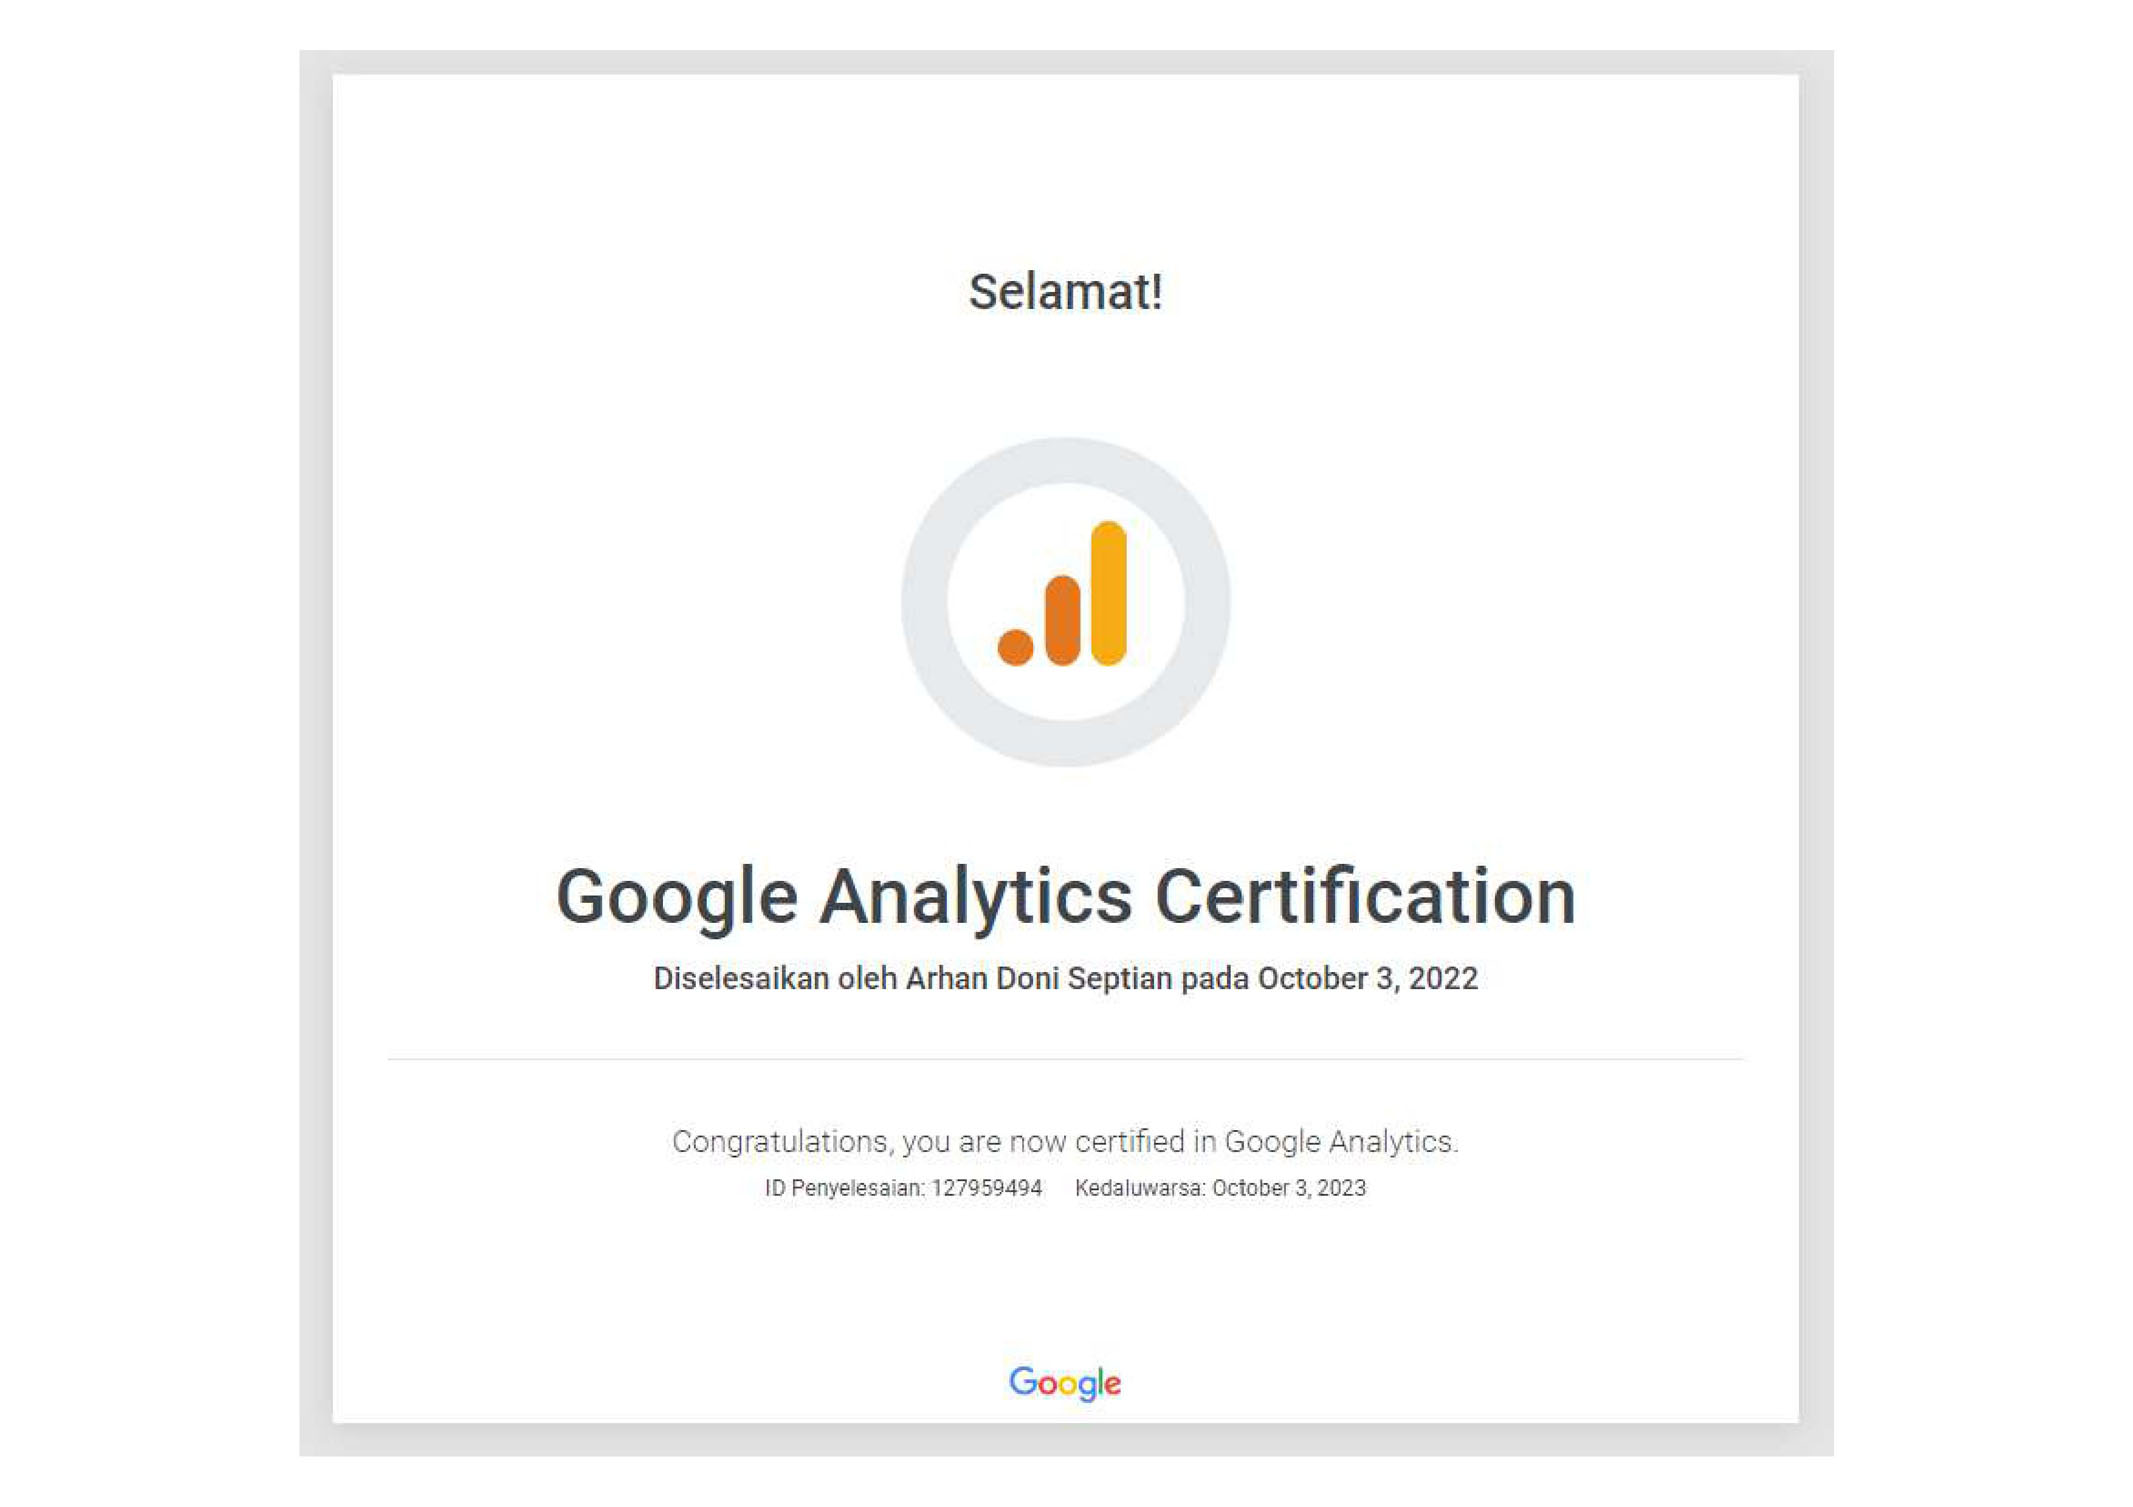 Selamat!
Google Analytics Certification
Diselesaikan oleh Arhan Doni Septian pada October 3, 2022
Congratulations, you are now certified in Google Analytics.
ID Penyelesaian: 127959494 Kedaluwarsa: October 3, 2023
Google